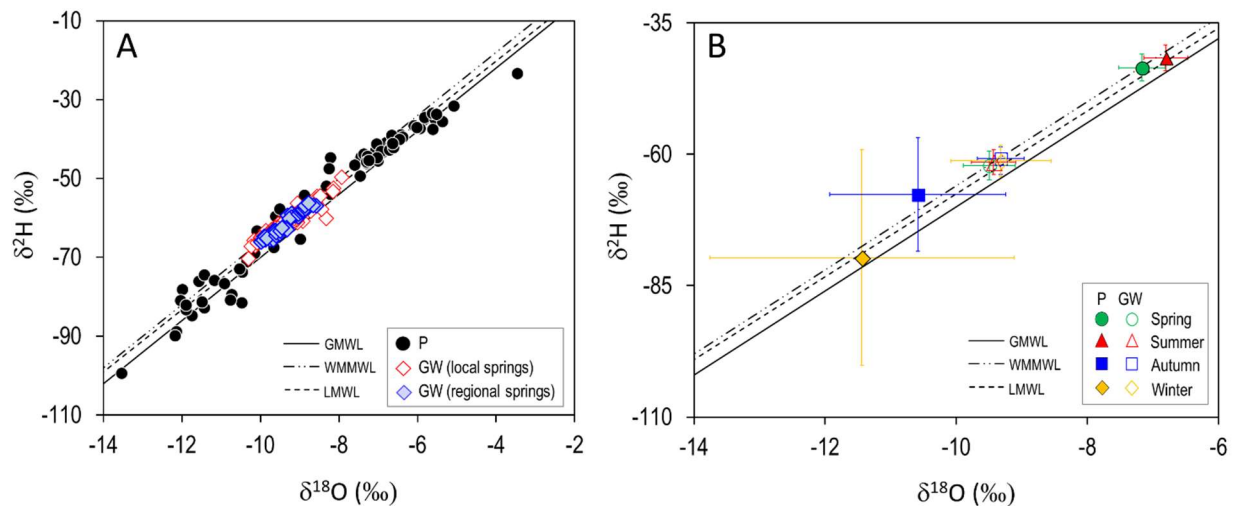 A
-10
-30
-50
-70
-90
-110
δ²H (‰)
-14 -12 -10 -8 -6 -4 -2
δ¹⁸O (‰)
GMWL
WMMWL
LMWL
P
GW (local springs)
GW (regional springs)
B
-35
-60
-85
-110
δ²H (‰)
-14 -12 -10 -8 -6
δ¹⁸O (‰)
GMWL
WMMWL
LMWL
P GW
Spring
Summer
Autumn
Winter